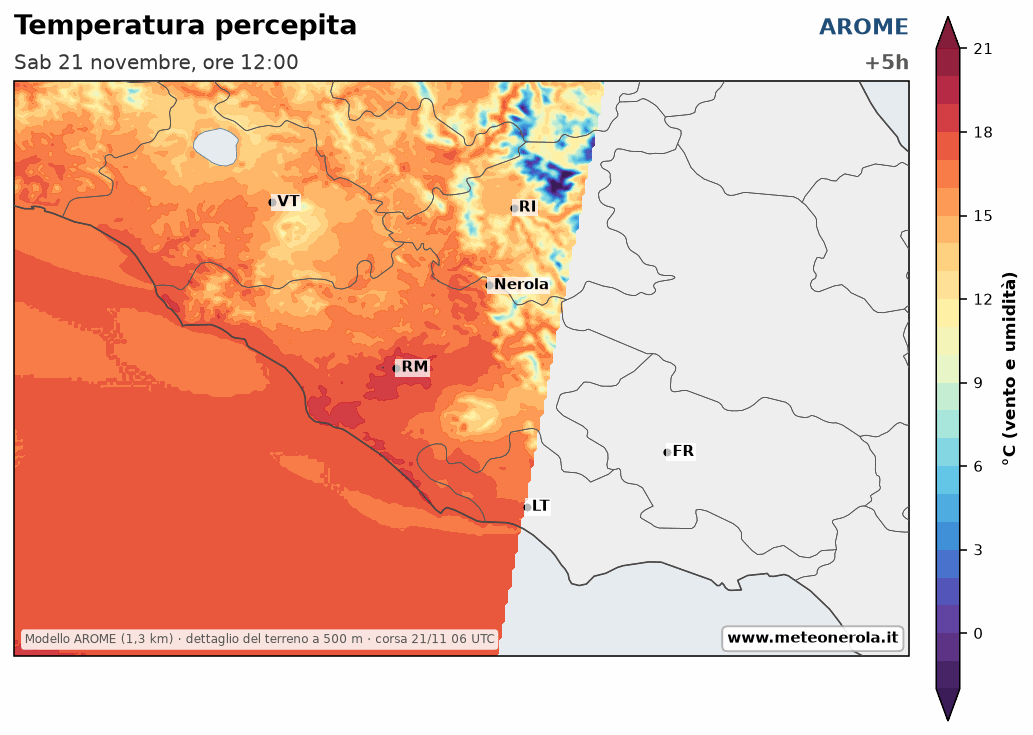 Temperatura percepita
AROME
Sab 21 novembre, ore 12:00
+5h
VT
RI
Nerola
RM
FR
LT
Modello AROME (1,3 km) · dettaglio del terreno a 500 m · corsa 21/11 06 UTC
www.meteonerola.it
21
18
15
12
9
6
3
0
°C (vento e umidità)